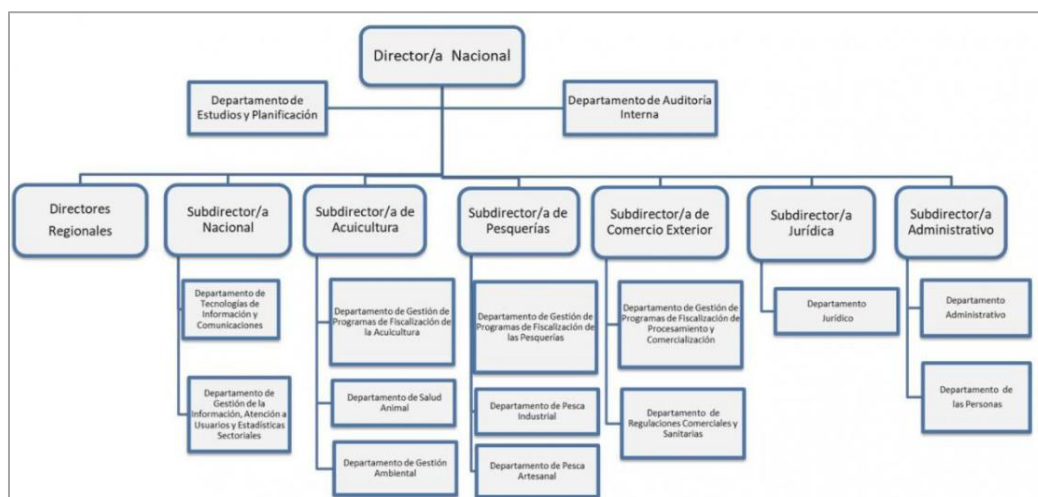 Director/a Nacional
Departamento de
Estudios y Planificación
Departamento de Auditoría
Interna
Directores
Regionales
Subdirector/a
Nacional
Subdirector/a de
Acuicultura
Subdirector/a de
Pesquerías
Subdirector/a de
Comercio Exterior
Subdirector/a
Jurídica
Subdirector/a
Administrativo
Departamento de
Tecnologías de
Información y
Comunicaciones
Departamento de
Gestión de la
Información, Atención a
Usuarios y Estadísticas
Sectoriales
Departamento de Gestión de
Programas de Fiscalización de
la Acuicultura
Departamento de Salud
Animal
Departamento de Gestión
Ambiental
Departamento de Gestión de
Programas de Fiscalización de
las Pesquerías
Departamento de Pesca
Industrial
Departamento de Pesca
Artesanal
Departamento de Gestión
de Programas de
Fiscalización de
Procesamiento y
Comercialización
Departamento de
Regulaciones Comerciales y
Sanitarias
Departamento
Jurídico
Departamento
Administrativo
Departamento de
las Personas